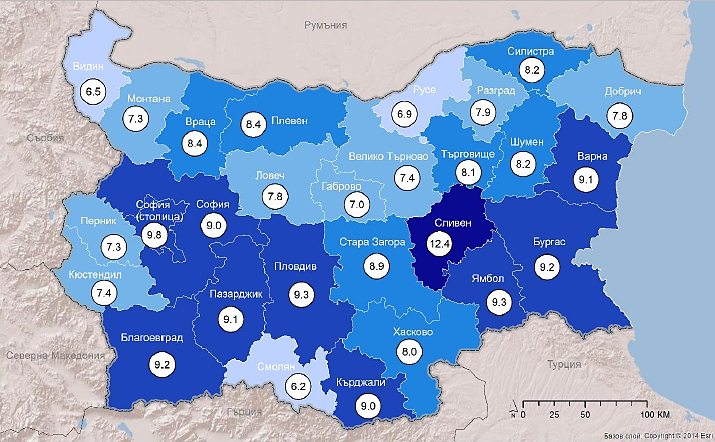 Румъния
Силистра
8.2
Видин
6.5
Русе
6.9
Разград
7.9
Добрич
7.8
Монтана
7.3
Враца
8.4
Плевен
8.4
Сърбия
Велико Търново
7.4
Търговище
8.1
Шумен
8.2
Варна
9.1
Ловеч
7.8
Габрово
7.0
София
(столица)
9.8
София
9.0
Перник
7.3
Сливен
12.4
Стара Загора
8.9
Бургас
9.2
Кюстендил
7.4
Пловдив
9.3
Ямбол
9.3
Пазарджик
9.1
Благоевград
9.2
Хасково
8.0
Северна Македония
Смолян
6.2
Кърджали
9.0
Турция
Гърция
N
0 25 50 100 KM
Базов слой: Copyright:© 2014 Esri